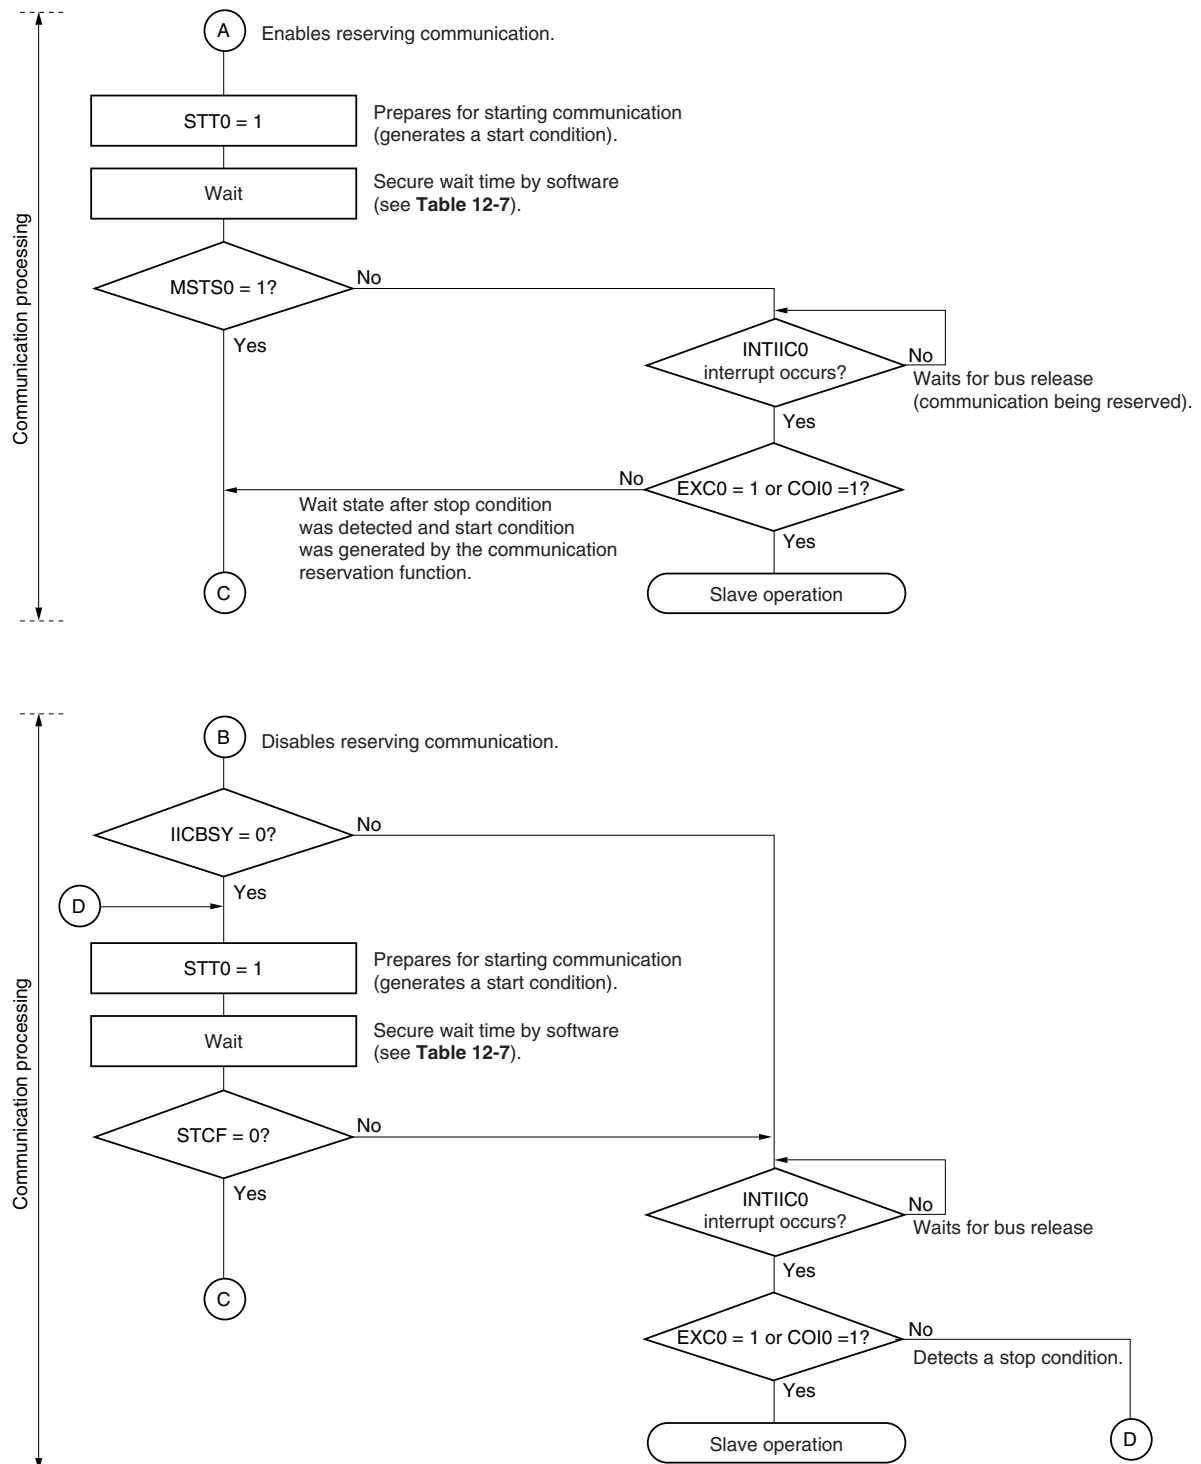 A
Enables reserving communication.
STT0 = 1
Prepares for starting communication
(generates a start condition).
Wait
Secure wait time by software
(see Table 12-7).
Communication processing
MSTS0 = 1?
No
Yes
INTIIC0
interrupt occurs?
No
Waits for bus release
(communication being reserved).
Yes
EXC0 = 1 or COI0 =1?
No
Wait state after stop condition
was detected and start condition
was generated by the communication
reservation function.
Yes
C
Slave operation
B
Disables reserving communication.
IICBSY = 0?
No
Yes
D
STT0 = 1
Prepares for starting communication
(generates a start condition).
Wait
Secure wait time by software
(see Table 12-7).
Communication processing
STCF = 0?
No
Yes
INTIIC0
interrupt occurs?
No
Waits for bus release
Yes
C
EXC0 = 1 or COI0 =1?
No
Detects a stop condition.
Yes
Slave operation
D